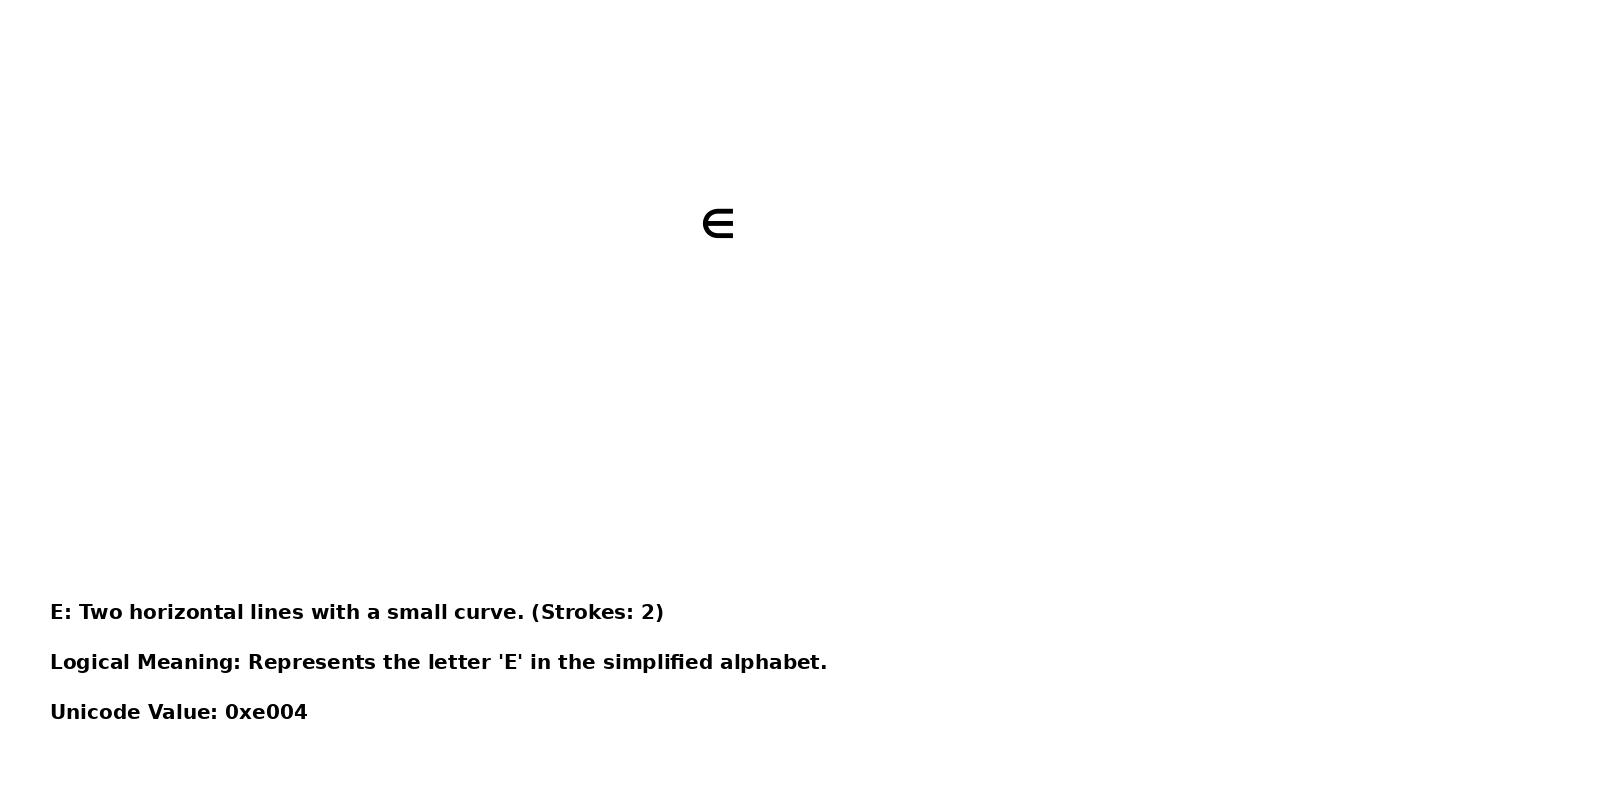 ∈
E: Two horizontal lines with a small curve. (Strokes: 2)
Logical Meaning: Represents the letter 'E' in the simplified alphabet.
Unicode Value: 0xe004